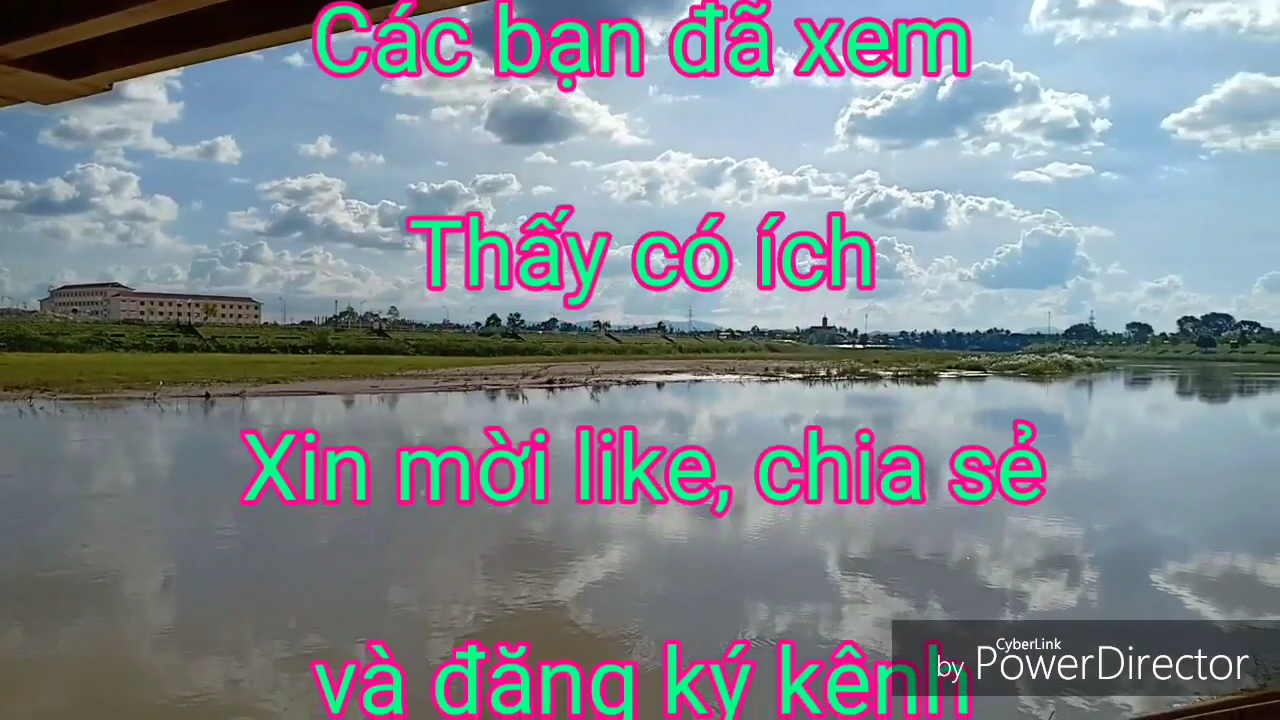 Các bạn đã xem
Thấy có ích
Xin mời like, chia sẻ
và đăng ký kênh
CyberLink
by PowerDirector